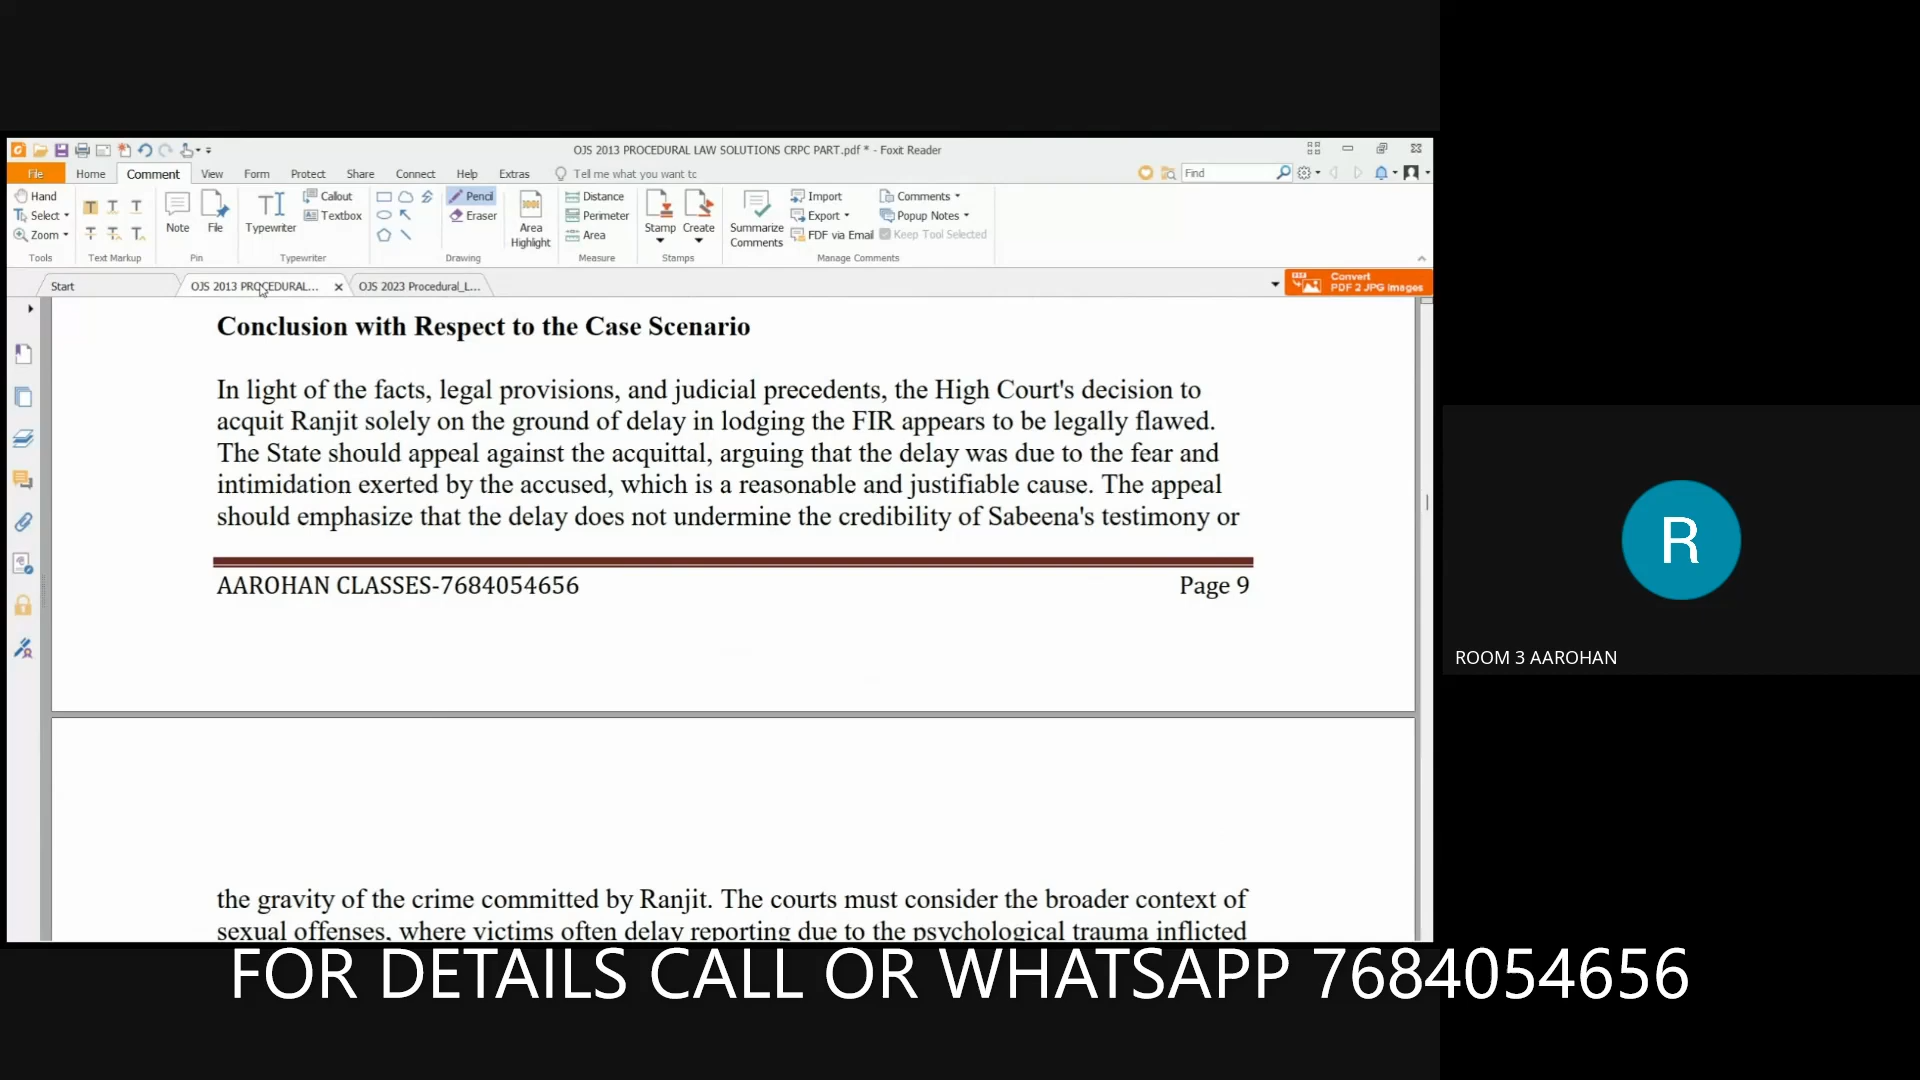 OJS 2013 PROCEDURAL LAW SOLUTIONS CRPC PART.pdf * - Foxit Reader
File Home Comment View Form Protect Share Connect Help Extras Tell me what you want tc Find
Hand Select Zoom
Tools
Text Markup
Note File
Pin
Typewriter Callout Textbox
Typewriter
Pencil Eraser
Drawing
Area Highlight
Distance Perimeter Area
Measure
Stamp Create
Stamps
Summarize Comments
Import Export FDF via Email
Comments Popup Notes Keep Tool Selected
Manage Comments
Start OJS 2013 PROCEDURAL... OJS 2023 Procedural_L...
Convert
PDF 2 JPG Images
Conclusion with Respect to the Case Scenario
In light of the facts, legal provisions, and judicial precedents, the High Court's decision to
acquit Ranjit solely on the ground of delay in lodging the FIR appears to be legally flawed.
The State should appeal against the acquittal, arguing that the delay was due to the fear and
intimidation exerted by the accused, which is a reasonable and justifiable cause. The appeal
should emphasize that the delay does not undermine the credibility of Sabeena's testimony or
AAROHAN CLASSES-7684054656 Page 9
the gravity of the crime committed by Ranjit. The courts must consider the broader context of
sexual offenses, where victims often delay reporting due to the psychological trauma inflicted
R
ROOM 3 AAROHAN
FOR DETAILS CALL OR WHATSAPP 7684054656